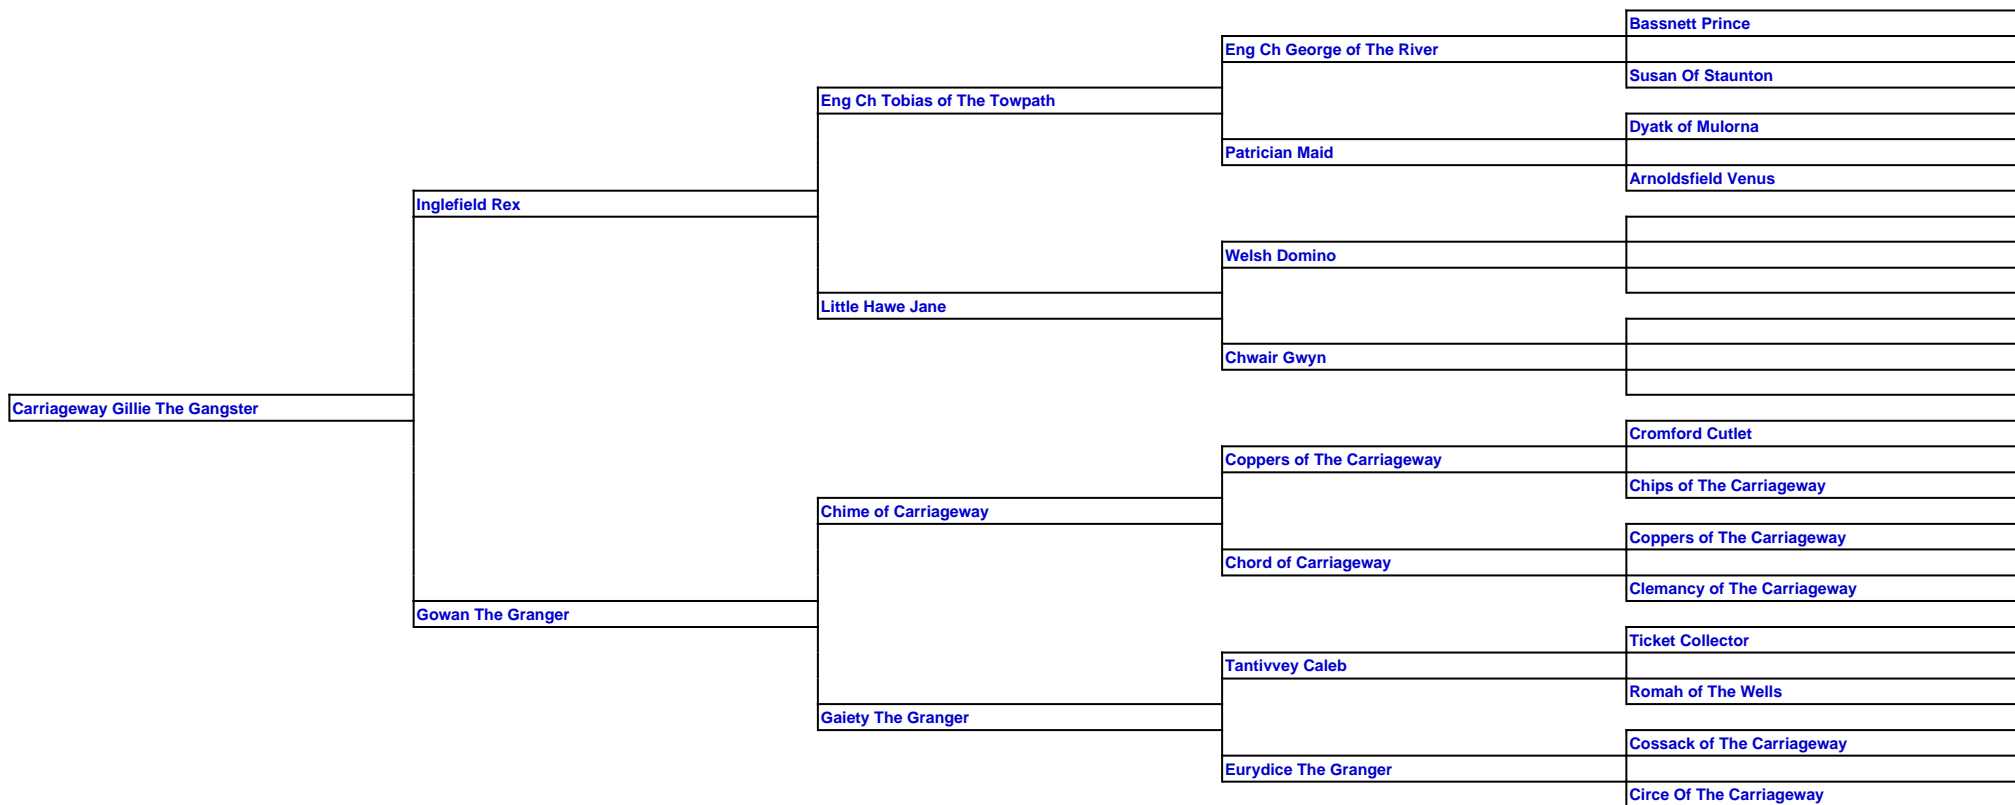 Bassnett Prince
Eng Ch George of The River
Susan Of Staunton
Eng Ch Tobias of The Towpath
Dyatk of Mulorna
Patrician Maid
Arnoldsfield Venus
Inglefield Rex
Welsh Domino
Little Hawe Jane
Chwair Gwyn
Carriageway Gillie The Gangster
Cromford Cutlet
Coppers of The Carriageway
Chips of The Carriageway
Chime of Carriageway
Coppers of The Carriageway
Chord of Carriageway
Clemancy of The Carriageway
Gowan The Granger
Ticket Collector
Tantivvey Caleb
Romah of The Wells
Gaiety The Granger
Cossack of The Carriageway
Eurydice The Granger
Circe Of The Carriageway